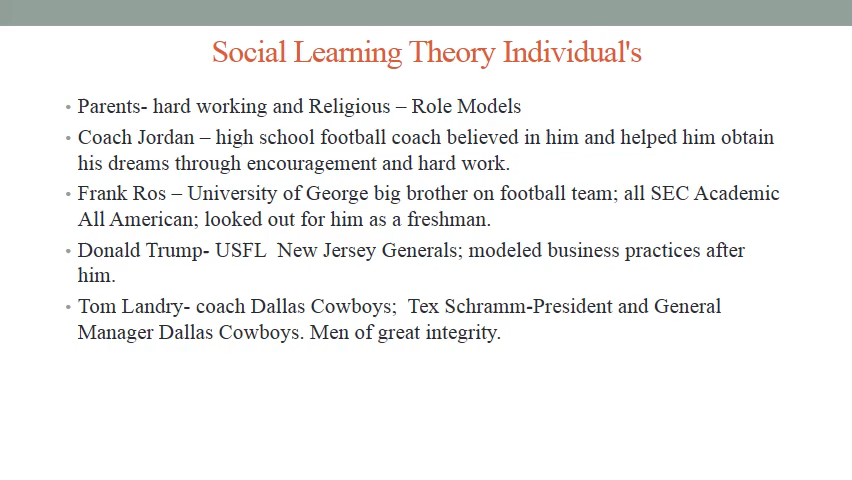 Social Learning Theory Individual's
• Parents- hard working and Religious – Role Models
• Coach Jordan – high school football coach believed in him and helped him obtain
his dreams through encouragement and hard work.
• Frank Ros – University of George big brother on football team; all SEC Academic
All American; looked out for him as a freshman.
• Donald Trump- USFL  New Jersey Generals; modeled business practices after
him.
• Tom Landry- coach Dallas Cowboys;  Tex Schramm-President and General
Manager Dallas Cowboys. Men of great integrity.